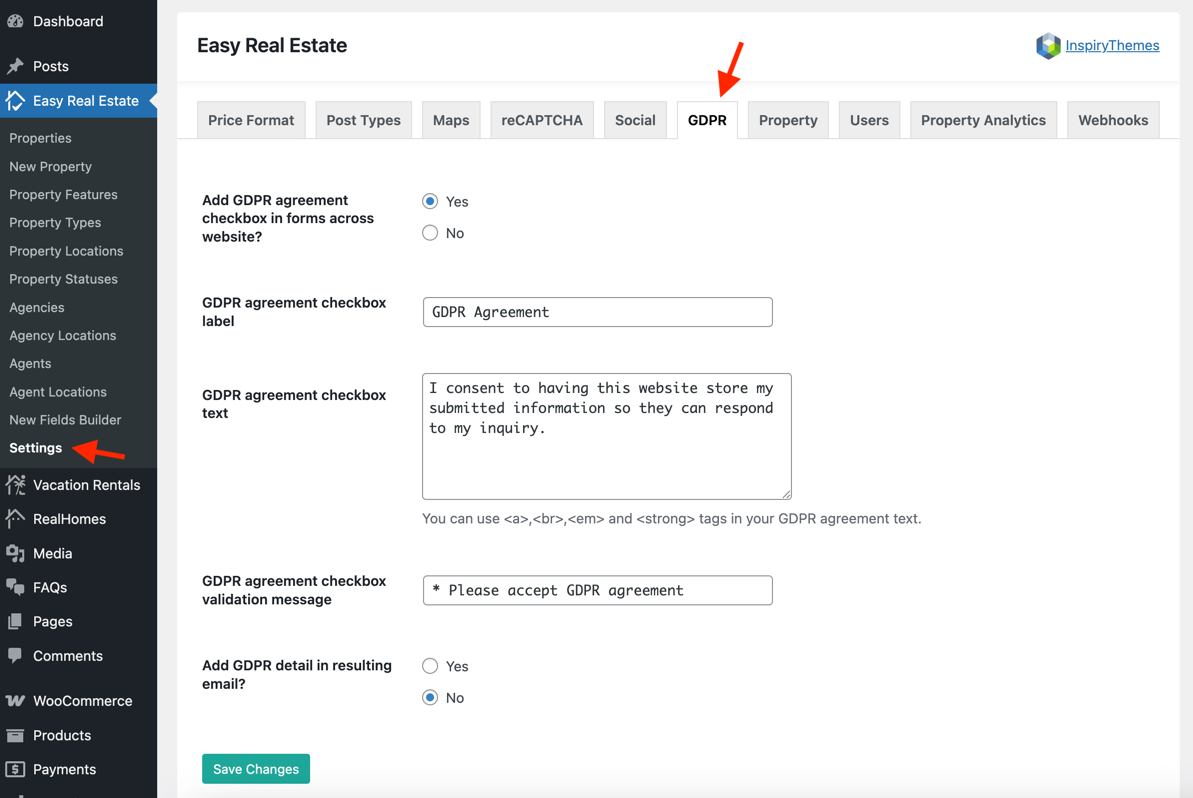 Dashboard
Posts
Easy Real Estate
Properties
New Property
Property Features
Property Types
Property Locations
Property Statuses
Agencies
Agency Locations
Agents
Agent Locations
New Fields Builder
Settings
Vacation Rentals
RealHomes
Media
FAQs
Pages
Comments
WooCommerce
Products
Payments
Easy Real Estate
InspiryThemes
Price Format
Post Types
Maps
reCAPTCHA
Social
GDPR
Property
Users
Property Analytics
Webhooks
Add GDPR agreement
checkbox in forms across
website?
Yes
No
GDPR agreement checkbox
label
GDPR Agreement
GDPR agreement checkbox
text
I consent to having this website store my
submitted information so they can respond
to my inquiry.
You can use <a>,<br>,<em> and <strong> tags in your GDPR agreement text.
GDPR agreement checkbox
validation message
* Please accept GDPR agreement
Add GDPR detail in resulting
email?
Yes
No
Save Changes